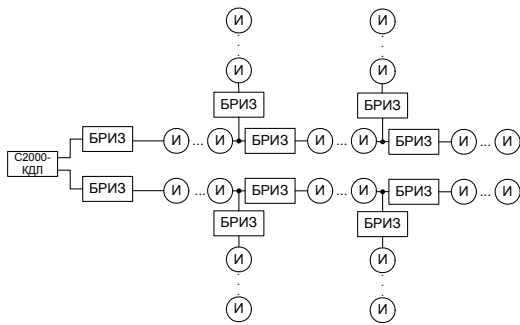 И И
И И
БРИЗ БРИЗ
БРИЗ И ... И БРИЗ И ... И БРИЗ И ... И
С2000-
КДЛ
БРИЗ И ... И БРИЗ И ... И БРИЗ И ... И
БРИЗ БРИЗ
И И
И И